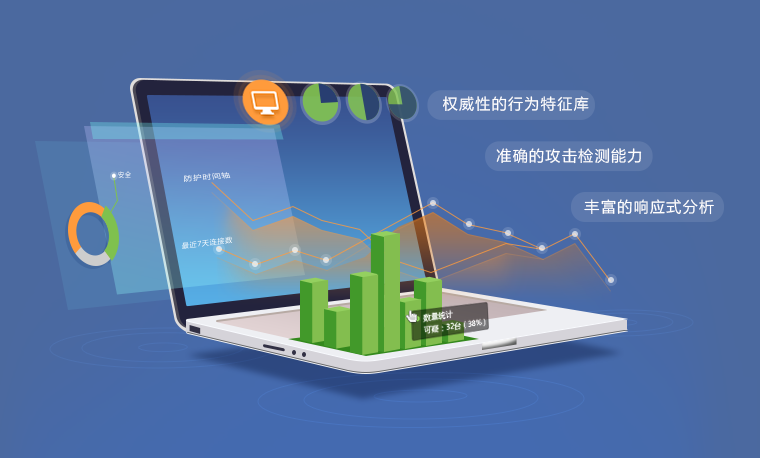 权威性的行为特征库
准确的攻击检测能力
丰富的响应式分析
安全
防护时间轴
最近7天连接数
数量统计
可疑：32台（38%）